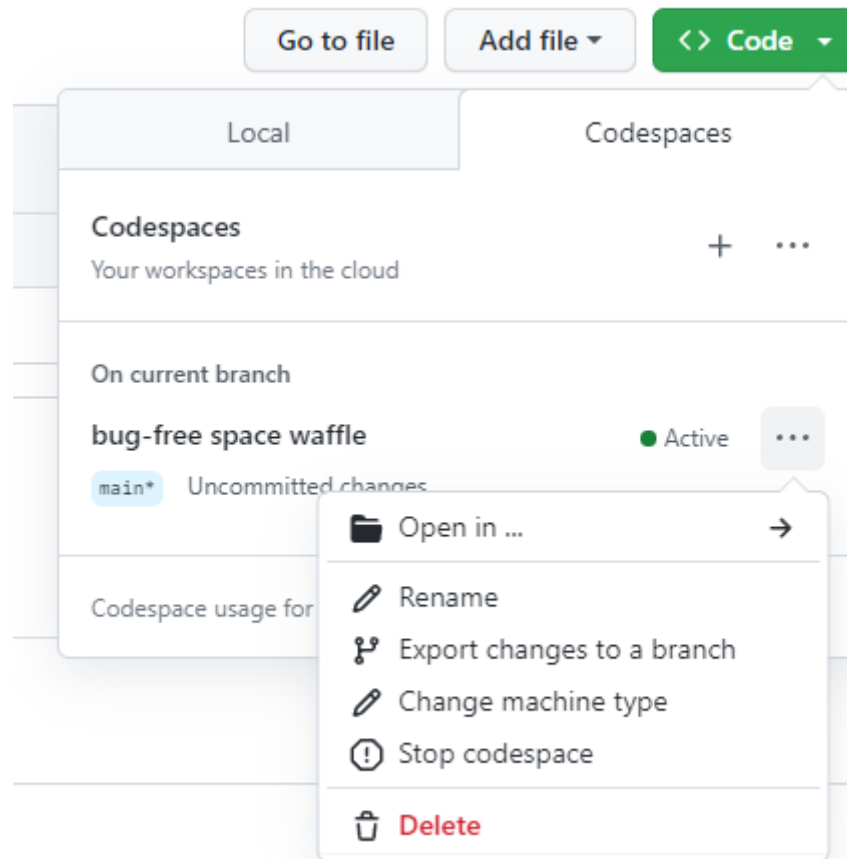 Go to file
Add file
<> Code
Local
Codespaces
Codespaces
Your workspaces in the cloud
On current branch
bug-free space waffle
Active
main*
Uncommitted changes
Open in ...
Codespace usage for
Rename
Export changes to a branch
Change machine type
Stop codespace
Delete